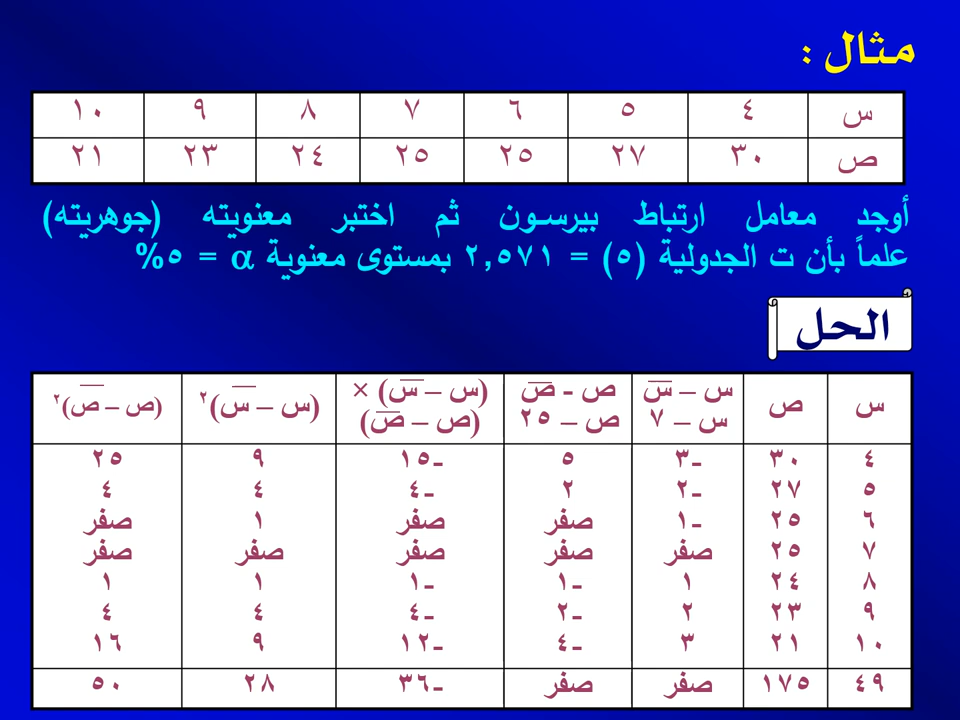 مثال :
س ٤ ٥ ٦ ٧ ٨ ٩ ١٠
ص ٣٠ ٢٧ ٢٥ ٢٥ ٢٤ ٢٣ ٢١
أوجد معامل ارتباط بيرسون ثم اختبر معنويته (جوهريته)
علماً بأن ت الجدولية (٥) = ٢,٥٧١ بمستوى معنوية α = ٥%
الحل
س ص س – س̅ ص - ص̅ (س – س̅) × (س – س̅)٢ (ص – ص̅)٢
س – ٧ ص – ٢٥ (ص – ص̅)
٤ ٣٠ -٣ ٥ -١٥ ٩ ٢٥
٥ ٢٧ -٢ ٢ -٤ ٤ ٤
٦ ٢٥ -١ صفر صفر ١ صفر
٧ ٢٥ صفر صفر صفر صفر صفر
٨ ٢٤ ١ -١ -١ ١ ١
٩ ٢٣ ٢ -٢ -٤ ٤ ٤
١٠ ٢١ ٣ -٤ -١٢ ٩ ١٦
٤٩ ١٧٥ صفر صفر -٣٦ ٢٨ ٥٠